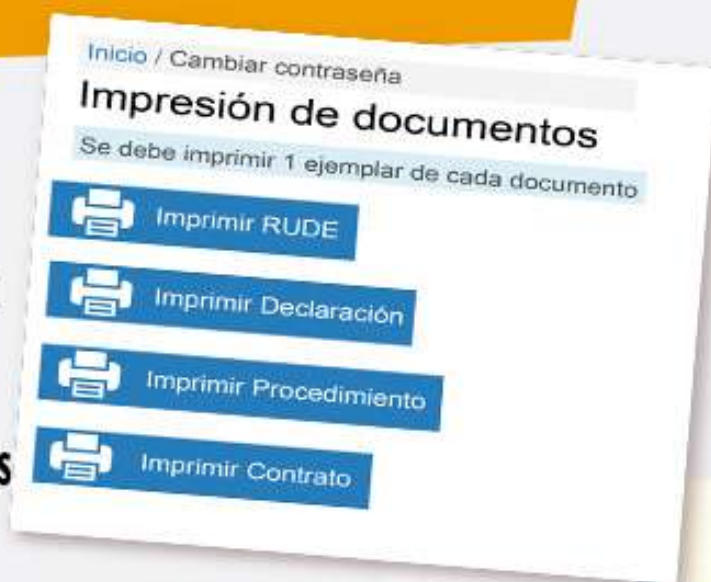 Inicio / Cambiar contraseña
Impresión de documentos
Se debe imprimir 1 ejemplar de cada documento
Imprimir RUDE
Imprimir Declaración
Imprimir Procedimiento
Imprimir Contrato